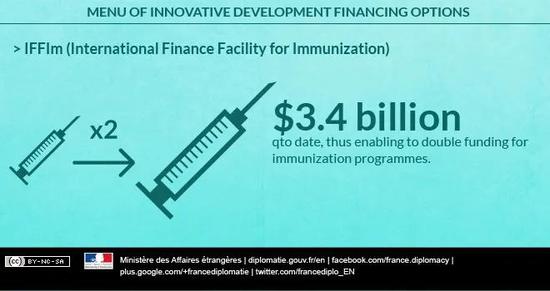 MENU OF INNOVATIVE DEVELOPMENT FINANCING OPTIONS
> IFFIm (International Finance Facility for Immunization)
x2
$3.4 billion
qto date, thus enabling to double funding for
immunization programmes.
(cc) BY-NC-SA
Ministère des Affaires étrangères | diplomatie.gouv.fr/en | facebook.com/france.diplomacy |
plus.google.com/+francediplomatie | twitter.com/francediplo_EN